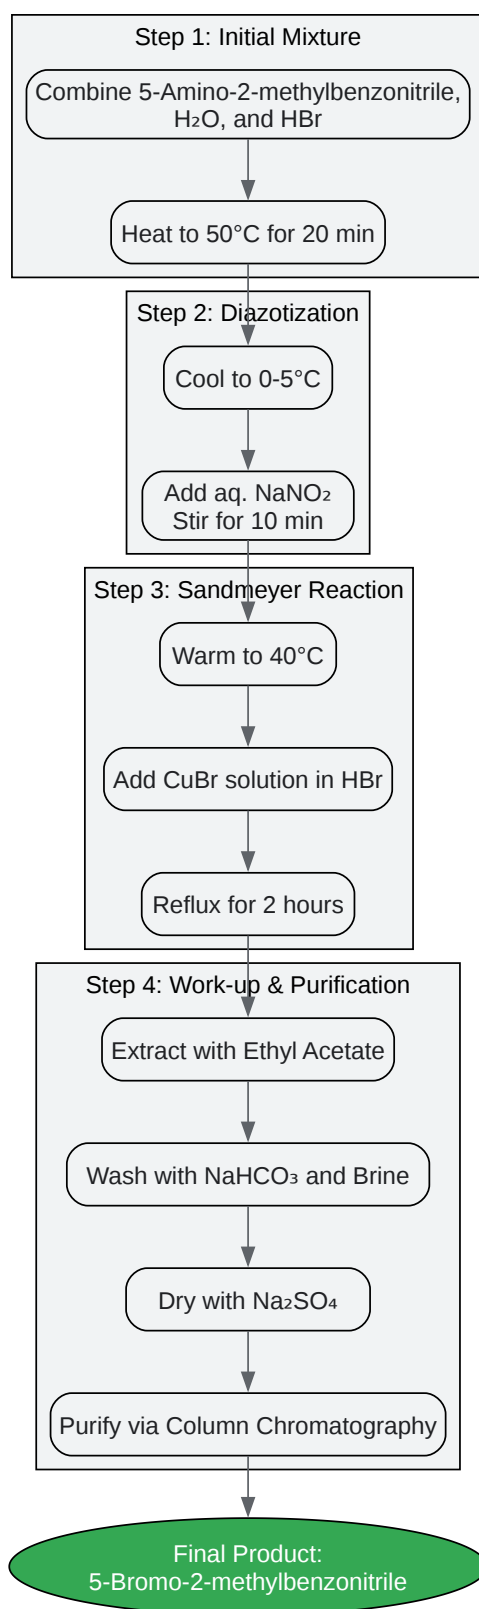 Step 1: Initial Mixture
Combine 5-Amino-2-methylbenzonitrile,
H₂O, and HBr
Heat to 50°C for 20 min
Step 2: Diazotization
Cool to 0-5°C
Add aq. NaNO₂
Stir for 10 min
Step 3: Sandmeyer Reaction
Warm to 40°C
Add CuBr solution in HBr
Reflux for 2 hours
Step 4: Work-up & Purification
Extract with Ethyl Acetate
Wash with NaHCO₃ and Brine
Dry with Na₂SO₄
Purify via Column Chromatography
Final Product:
5-Bromo-2-methylbenzonitrile